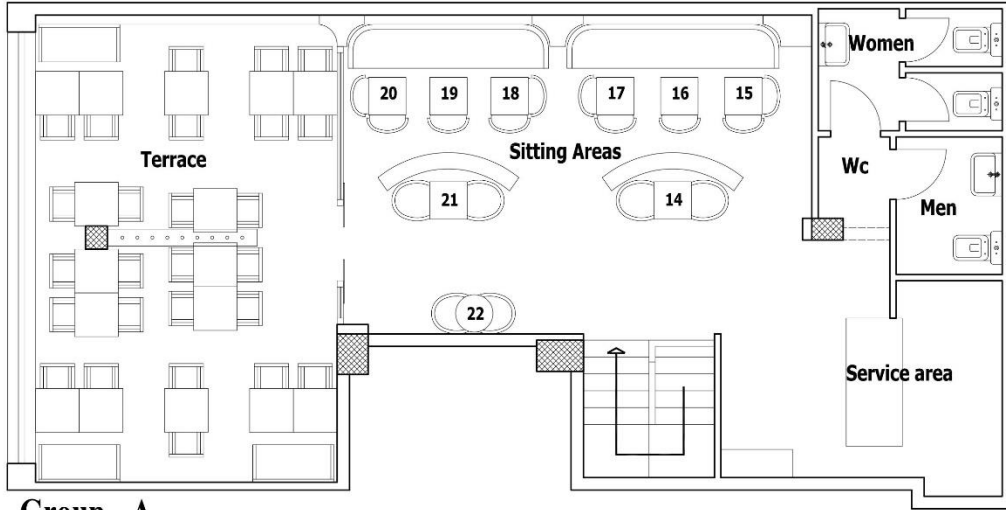 Women
20 19 18 17 16 15
Terrace
Sitting Areas
Wc
21
14
Men
22
Service area
Group - A